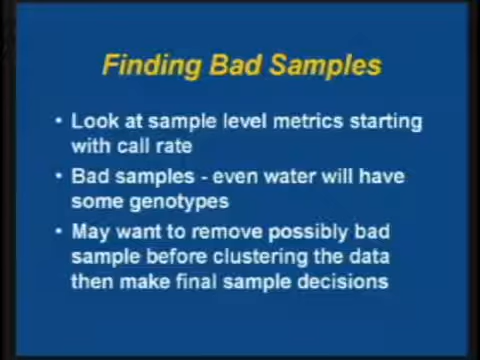 Finding Bad Samples
• Look at sample level metrics starting
with call rate
• Bad samples - even water will have
some genotypes
• May want to remove possibly bad
sample before clustering the data
then make final sample decisions